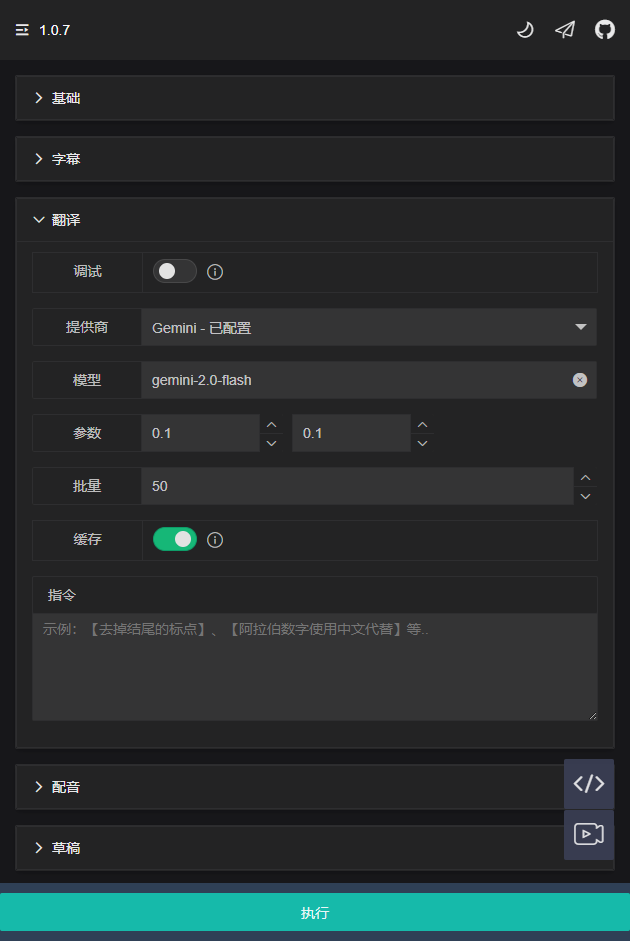 1.0.7
基础
字幕
翻译
调试
提供商 Gemini - 已配置
模型 gemini-2.0-flash
参数 0.1 0.1
批量 50
缓存
指令
示例：【去掉结尾的标点】、【阿拉伯数字使用中文代替】等..
配音
草稿
执行